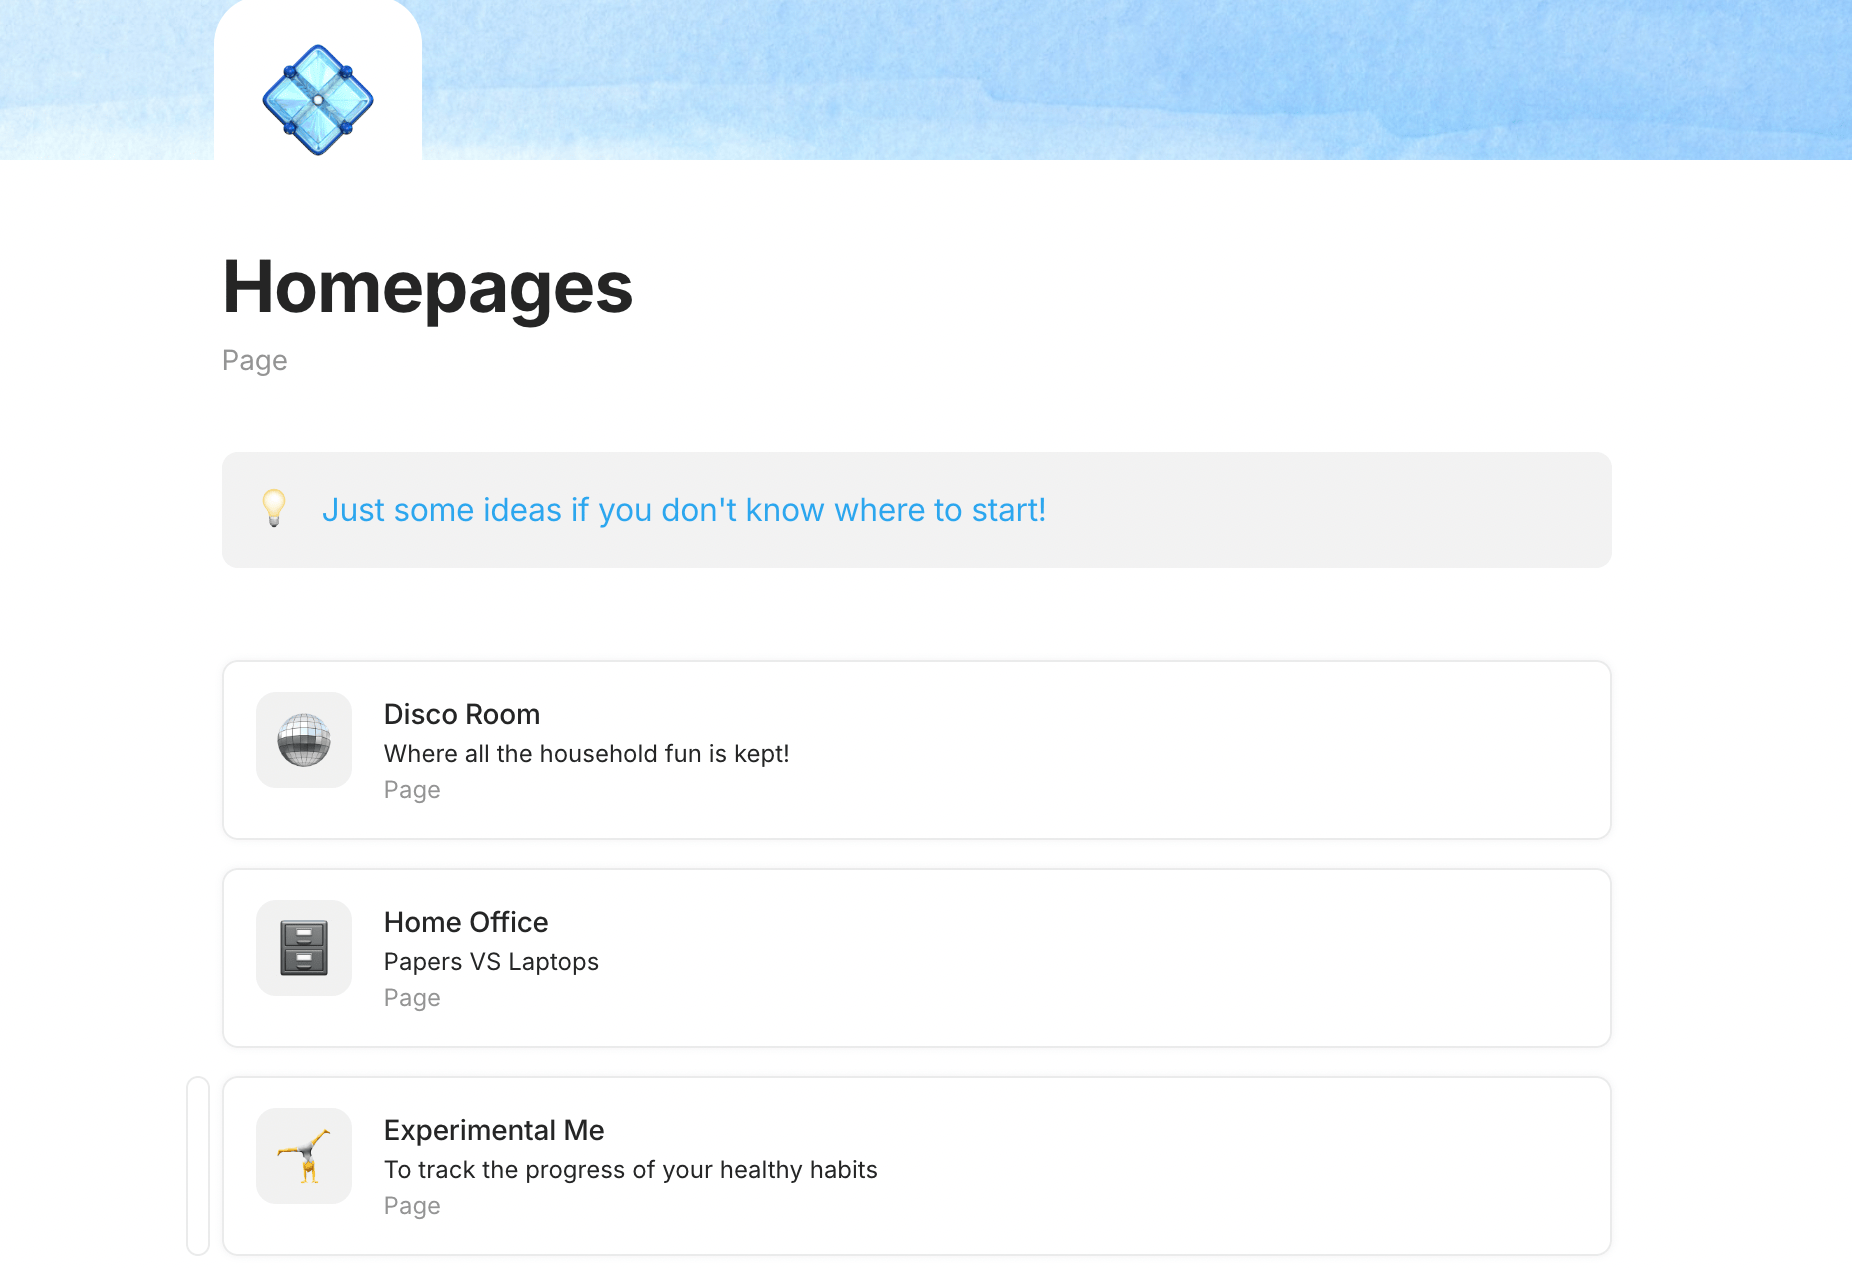 Homepages
Page
Just some ideas if you don't know where to start!
Disco Room
Where all the household fun is kept!
Page
Home Office
Papers VS Laptops
Page
Experimental Me
To track the progress of your healthy habits
Page